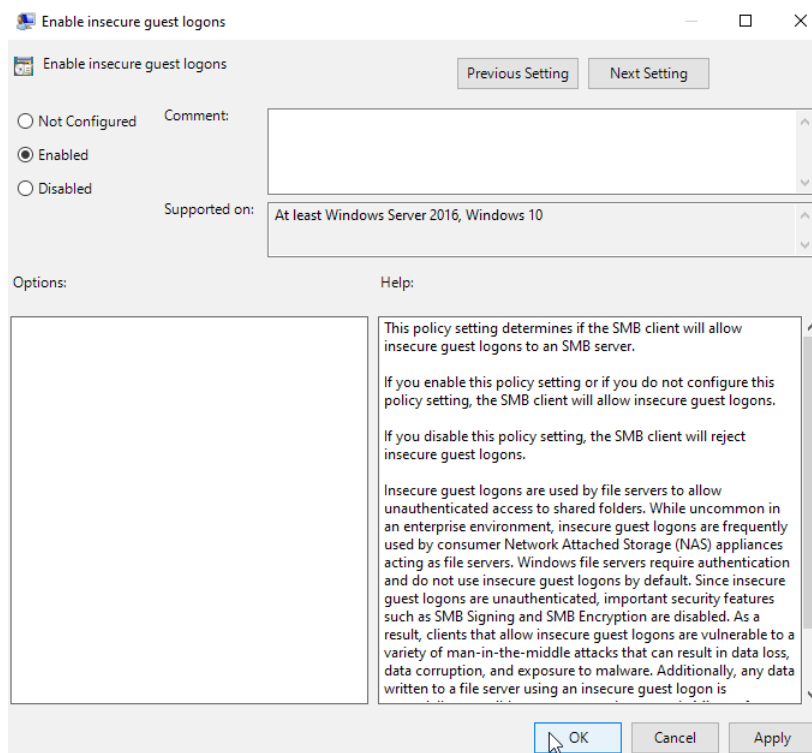 Enable insecure guest logons
Enable insecure guest logons
Previous Setting
Next Setting
Not Configured
Comment:
Enabled
Disabled
Supported on:
At least Windows Server 2016, Windows 10
Options:
Help:
This policy setting determines if the SMB client will allow
insecure guest logons to an SMB server.
If you enable this policy setting or if you do not configure this
policy setting, the SMB client will allow insecure guest logons.
If you disable this policy setting, the SMB client will reject
insecure guest logons.
Insecure guest logons are used by file servers to allow
unauthenticated access to shared folders. While uncommon in
an enterprise environment, insecure guest logons are frequently
used by consumer Network Attached Storage (NAS) appliances
acting as file servers. Windows file servers require authentication
and do not use insecure guest logons by default. Since insecure
guest logons are unauthenticated, important security features
such as SMB Signing and SMB Encryption are disabled. As a
result, clients that allow insecure guest logons are vulnerable to a
variety of man-in-the-middle attacks that can result in data loss,
data corruption, and exposure to malware. Additionally, any data
written to a file server using an insecure guest logon is
OK
Cancel
Apply